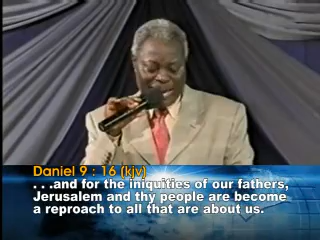 Daniel 9 : 16 (kjv)
. . .and for the iniquities of our fathers,
Jerusalem and thy people are become
a reproach to all that are about us.